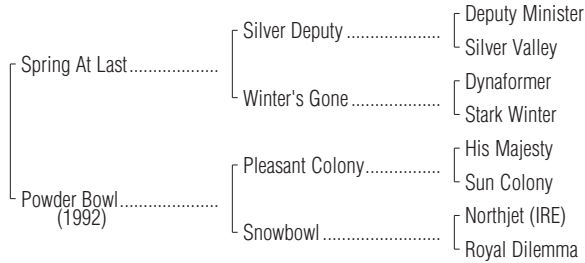 Deputy Minister
Silver Deputy ....................
Silver Valley
Spring At Last...................
Dynaformer
Winter's Gone ...................
Stark Winter
His Majesty
Pleasant Colony................
Sun Colony
Powder Bowl.....................
(1992)
Northjet (IRE)
Snowbowl .........................
Royal Dilemma